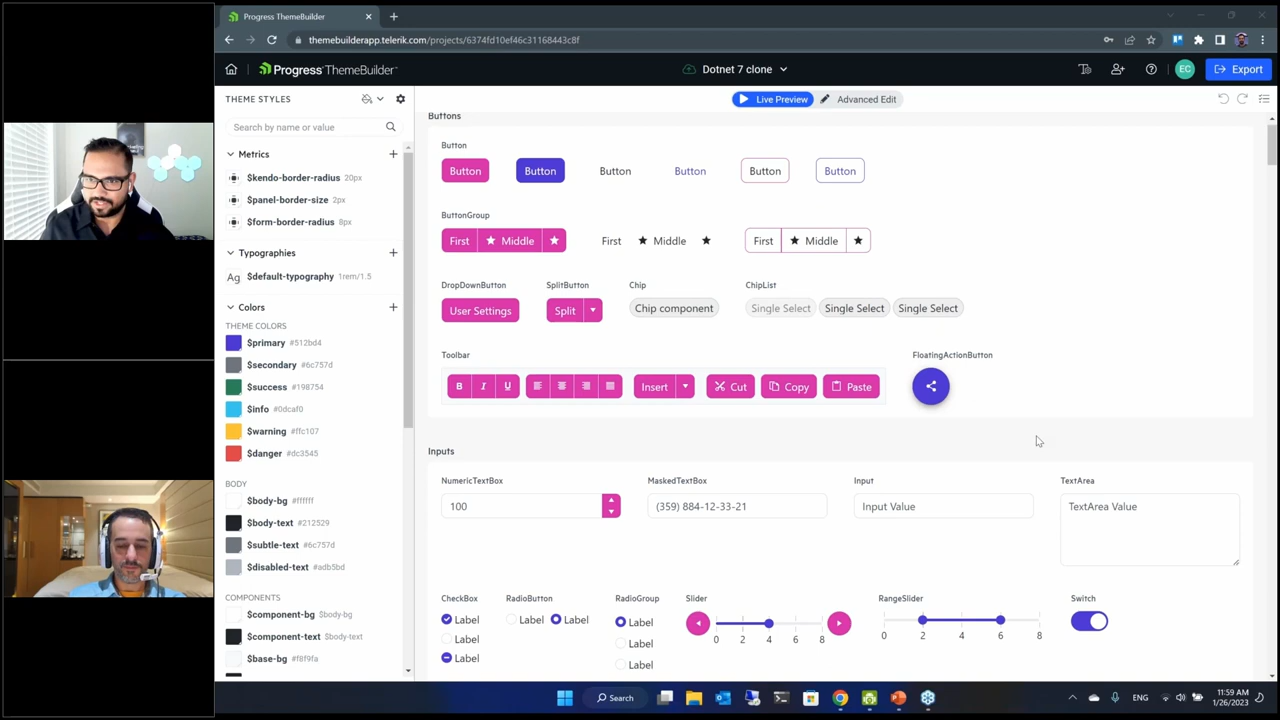 Progress ThemeBuilder
themebuilderapp.telerik.com/projects/6374fd10ef46c31168443c8f
Progress ThemeBuilder
Dotnet 7 clone
EC
Export
THEME STYLES
Live Preview
Advanced Edit
Search by name or value
Metrics
$kendo-border-radius 20px
$panel-border-size 2px
$form-border-radius 8px
Typographies
Ag $default-typography 1rem/1.5
Colors
THEME COLORS
$primary #512bd4
$secondary #6c757d
$success #198754
$info #0dcaf0
$warning #ffc107
$danger #dc3545
BODY
$body-bg #ffffff
$body-text #212529
$subtle-text #6c757d
$disabled-text #adb5bd
COMPONENTS
$component-bg $body-bg
$component-text $body-text
$base-bg #f8f9fa
Buttons
Button
Button Button Button Button Button Button
ButtonGroup
First Middle First Middle First Middle
DropDownButton SplitButton Chip ChipList
User Settings Split Chip component Single Select Single Select Single Select
Toolbar FloatingActionButton
B I U Insert Cut Copy Paste
Inputs
NumericTextBox MaskedTextBox Input TextArea
100 (359) 884-12-33-21 Input Value TextArea Value
CheckBox RadioButton RadioGroup Slider RangeSlider Switch
Label Label Label Label
Label Label
Label Label
0 2 4 6 8 0 2 4 6 8
Search
ENG
11:59 AM
1/26/2023